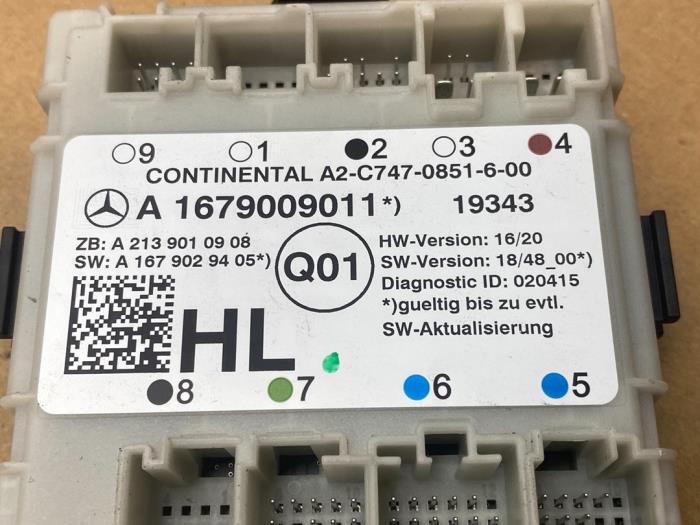 9 1 2 3 4
CONTINENTAL A2-C747-0851-6-00
A 1679009011*) 19343
ZB: A 213 901 09 08
SW: A 167 902 94 05*)
Q01
HW-Version: 16/20
SW-Version: 18/48_00*)
Diagnostic ID: 020415
*)gueltig bis zu evtl.
SW-Aktualisierung
HL
8 7 6 5